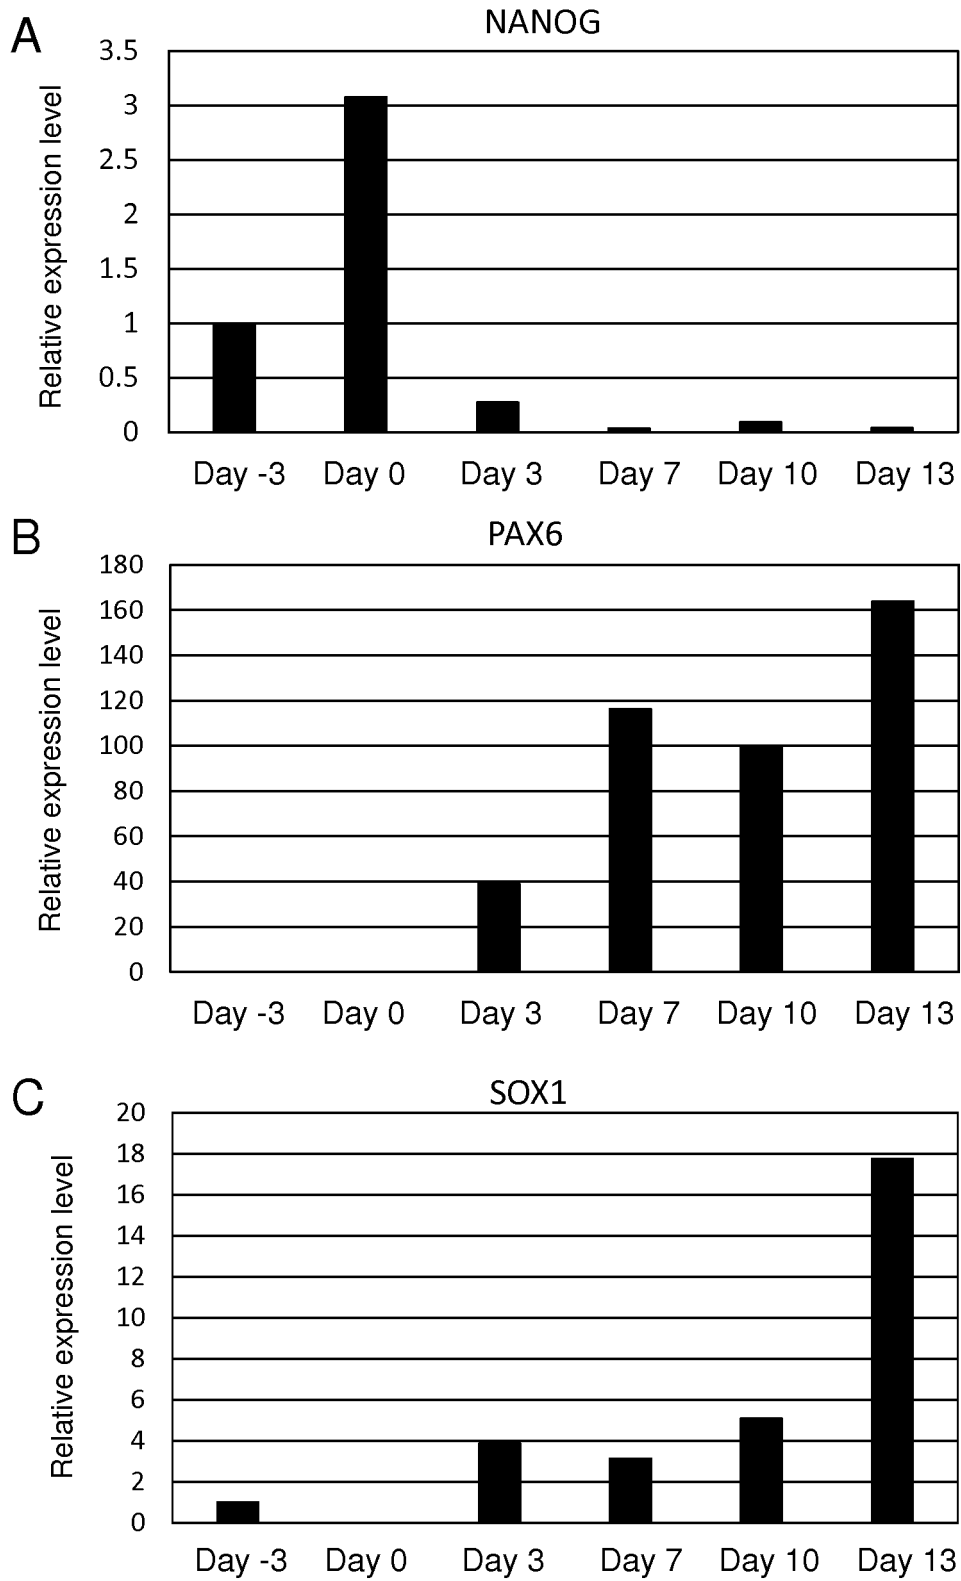 A
NANOG
Relative expression level
3.5
3
2.5
2
1.5
1
0.5
0
Day -3 Day 0 Day 3 Day 7 Day 10 Day 13
B
PAX6
Relative expression level
180
160
140
120
100
80
60
40
20
0
Day -3 Day 0 Day 3 Day 7 Day 10 Day 13
C
SOX1
Relative expression level
20
18
16
14
12
10
8
6
4
2
0
Day -3 Day 0 Day 3 Day 7 Day 10 Day 13